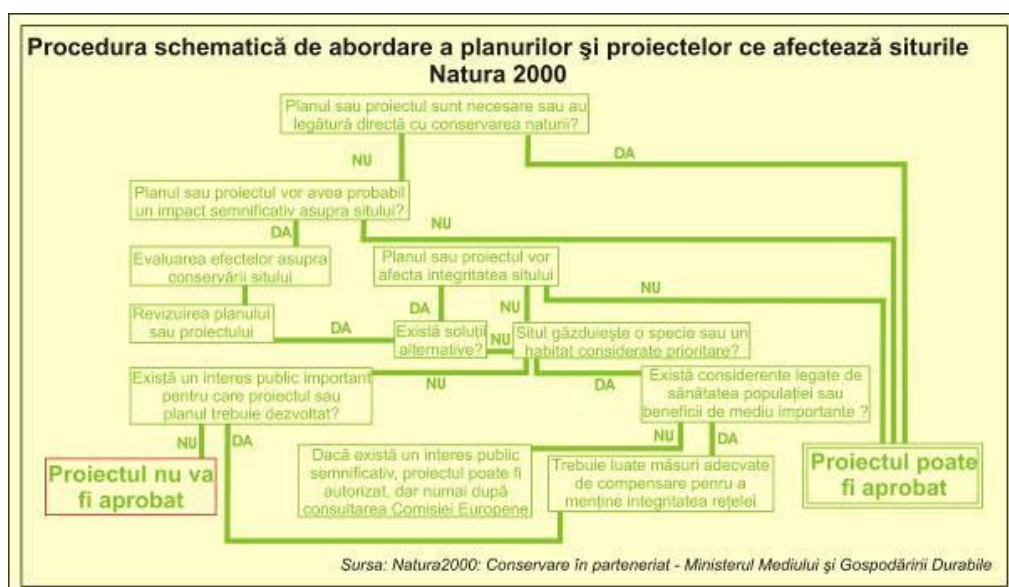 Procedura schematică de abordare a planurilor şi proiectelor ce afectează siturile
Natura 2000
Planul sau proiectul sunt necesare sau au
legătură directă cu conservarea naturii?
NU
DA
Planul sau proiectul vor avea probabil
un impact semnificativ asupra sitului?
DA
NU
Evaluarea efectelor asupra
conservării sitului
Planul sau proiectul vor
afecta integritatea sitului
Revizuirea planului
sau proiectului
DA
DA
NU
NU
Există soluţii
alternative?
NU
Situl găzduieşte o specie sau un
habitat considerate prioritare?
NU
DA
Există un interes public important
pentru care proiectul sau
planul trebuie dezvoltat?
Există considerente legate de
sănătatea populaţiei sau
beneficii de mediu importante ?
NU
DA
NU
DA
Proiectul nu va
fi aprobat
Dacă există un interes public
semnificativ, proiectul poate fi
autorizat, dar numai după
consultarea Comisiei Europene
Trebuie luate măsuri adecvate
de compensare penru a
menţine integritatea reţelei
Proiectul poate
fi aprobat
Sursa: Natura2000: Conservare în parteneriat - Ministerul Mediului şi Gospodăririi Durabile